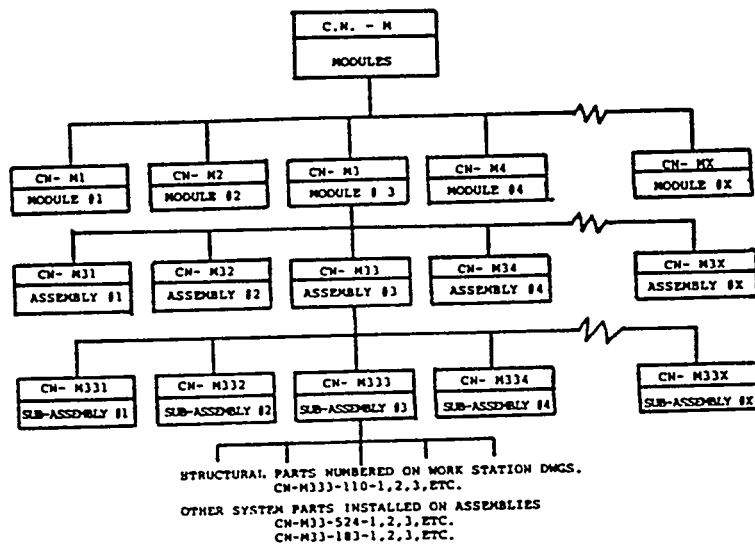 C.N. - M
MODULES
CN- M1
MODULE #1
CN- M2
MODULE #2
CN- M3
MODULE # 3
CN- M4
MODULE #4
CN- MX
MODULE #X
CN- M31
ASSEMBLY #1
CN- M32
ASSEMBLY #2
CN- M33
ASSEMBLY #3
CN- M34
ASSEMBLY #4
CN- M3X
ASSEMBLY #X
CN- M331
SUB-ASSEMBLY #1
CN- M332
SUB-ASSEMBLY #2
CN- M333
SUB-ASSEMBLY #3
CN- M334
SUB-ASSEMBLY #4
CN- M33X
SUB-ASSEMBLY #X
STRUCTURAL PARTS NUMBERED ON WORK STATION DWGS.
CN-M333-110-1,2,3,ETC.
OTHER SYSTEM PARTS INSTALLED ON ASSEMBLIES
CN-M33-524-1,2,3,ETC.
CN-M33-183-1,2,3,ETC.